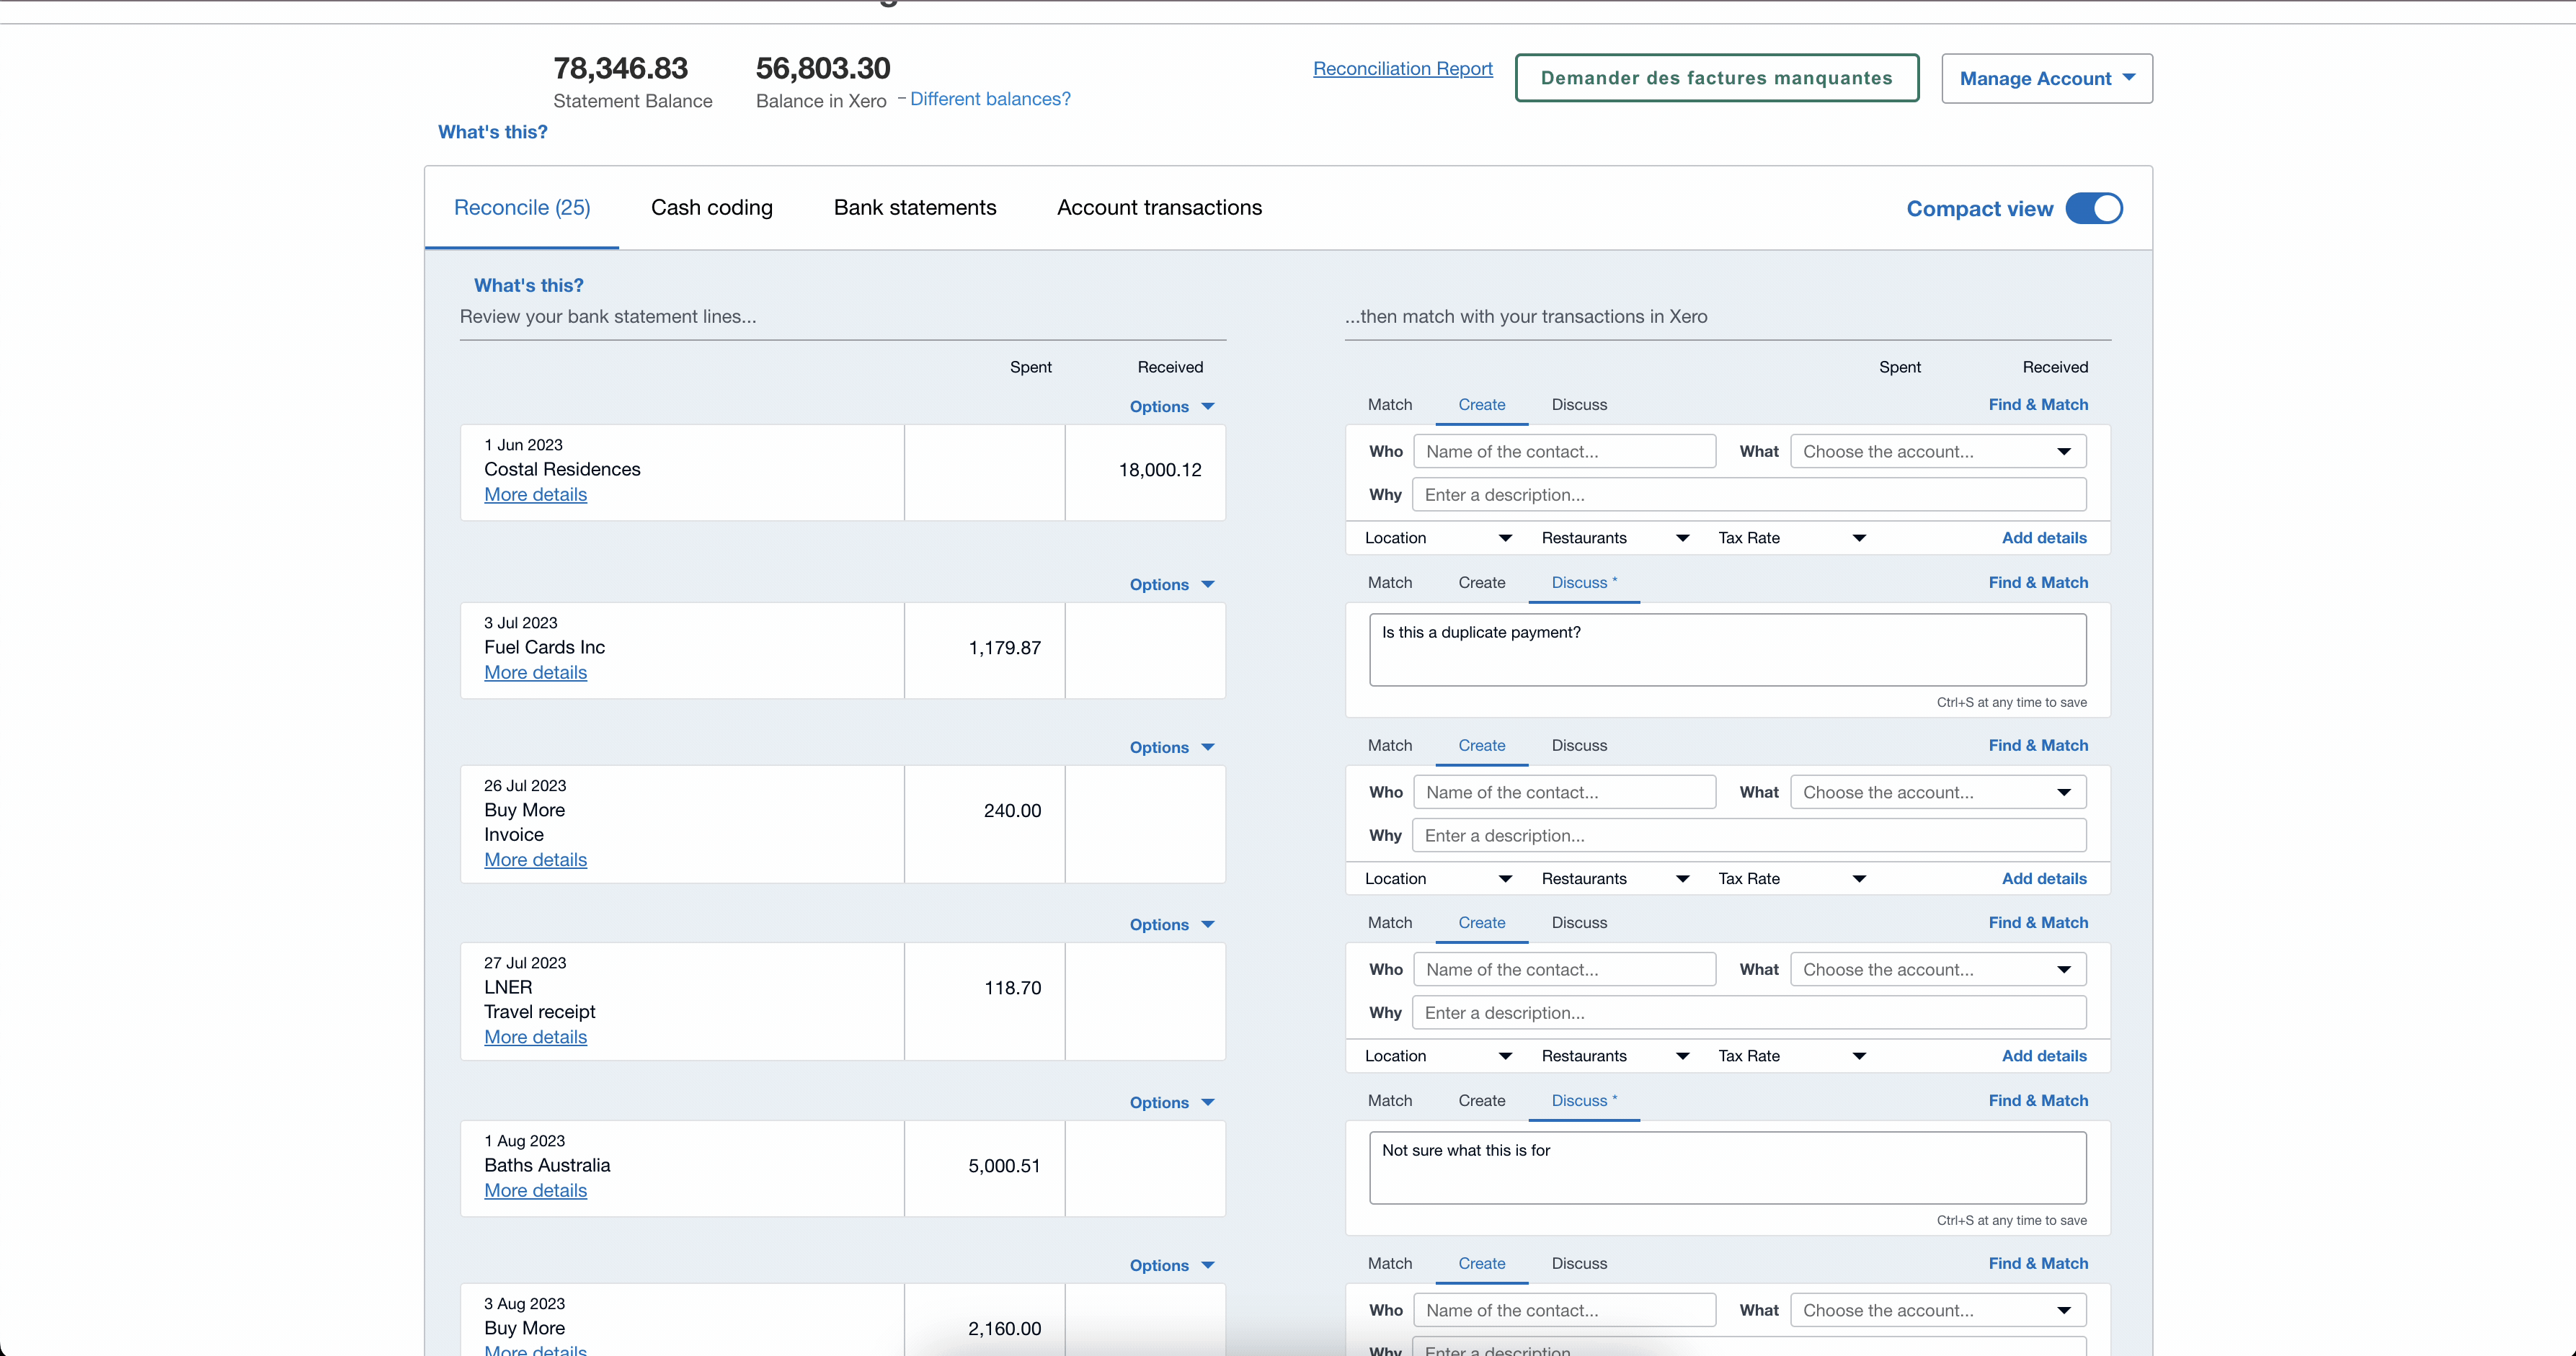 78,346.83
Statement Balance
56,803.30
Balance in Xero – Different balances?
Reconciliation Report
Demander des factures manquantes
Manage Account
What's this?
Reconcile (25)
Cash coding
Bank statements
Account transactions
Compact view
What's this?
Review your bank statement lines...
...then match with your transactions in Xero
Spent Received
Spent Received
Options
1 Jun 2023
Costal Residences
More details
18,000.12
Match Create Discuss Find & Match
Who Name of the contact... What Choose the account...
Why Enter a description...
Location Restaurants Tax Rate Add details
Options
3 Jul 2023
Fuel Cards Inc
More details
1,179.87
Match Create Discuss * Find & Match
Is this a duplicate payment?
Ctrl+S at any time to save
Options
26 Jul 2023
Buy More
Invoice
More details
240.00
Match Create Discuss Find & Match
Who Name of the contact... What Choose the account...
Why Enter a description...
Location Restaurants Tax Rate Add details
Options
27 Jul 2023
LNER
Travel receipt
More details
118.70
Match Create Discuss Find & Match
Who Name of the contact... What Choose the account...
Why Enter a description...
Location Restaurants Tax Rate Add details
Options
1 Aug 2023
Baths Australia
More details
5,000.51
Match Create Discuss * Find & Match
Not sure what this is for
Ctrl+S at any time to save
Options
3 Aug 2023
Buy More
More details
2,160.00
Match Create Discuss Find & Match
Who Name of the contact... What Choose the account...
Why Enter a description